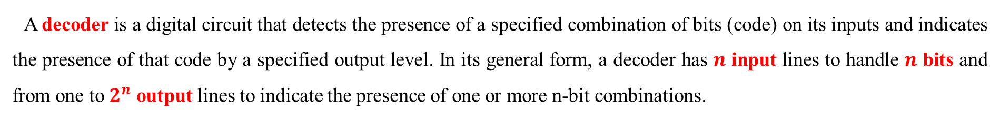 A decoder is a digital circuit that detects the presence of a specified combination of bits (code) on its inputs and indicates
the presence of that code by a specified output level. In its general form, a decoder has n input lines to handle n bits and
from one to 2ⁿ output lines to indicate the presence of one or more n-bit combinations.